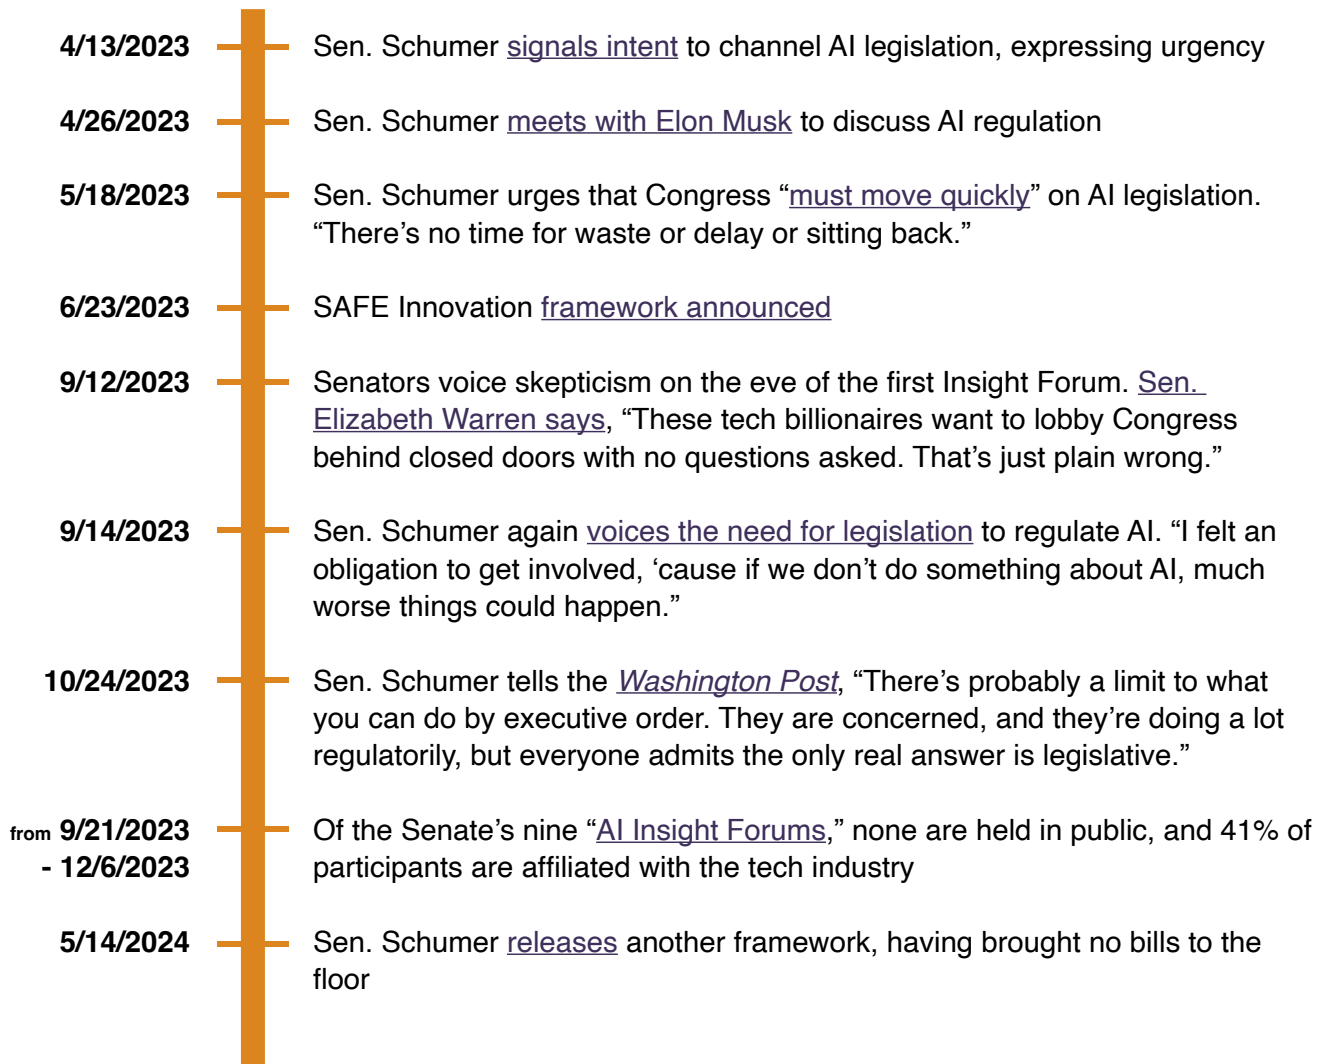 4/13/2023 Sen. Schumer signals intent to channel AI legislation, expressing urgency
4/26/2023 Sen. Schumer meets with Elon Musk to discuss AI regulation
5/18/2023 Sen. Schumer urges that Congress “must move quickly” on AI legislation.
“There’s no time for waste or delay or sitting back.”
6/23/2023 SAFE Innovation framework announced
9/12/2023 Senators voice skepticism on the eve of the first Insight Forum. Sen.
Elizabeth Warren says, “These tech billionaires want to lobby Congress
behind closed doors with no questions asked. That’s just plain wrong.”
9/14/2023 Sen. Schumer again voices the need for legislation to regulate AI. “I felt an
obligation to get involved, ‘cause if we don’t do something about AI, much
worse things could happen.”
10/24/2023 Sen. Schumer tells the Washington Post, “There’s probably a limit to what
you can do by executive order. They are concerned, and they’re doing a lot
regulatorily, but everyone admits the only real answer is legislative.”
from 9/21/2023 Of the Senate’s nine “AI Insight Forums,” none are held in public, and 41% of
- 12/6/2023 participants are affiliated with the tech industry
5/14/2024 Sen. Schumer releases another framework, having brought no bills to the
floor